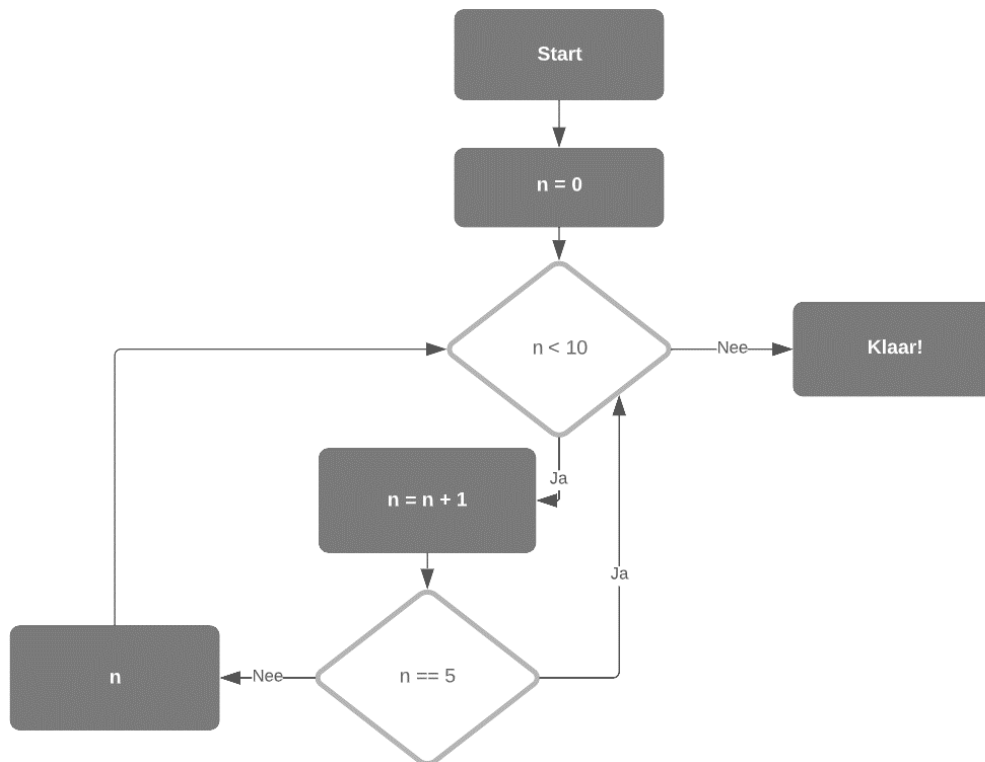 Start
n = 0
n < 10
Nee
Klaar!
Ja
n = n + 1
Ja
n == 5
Nee
n